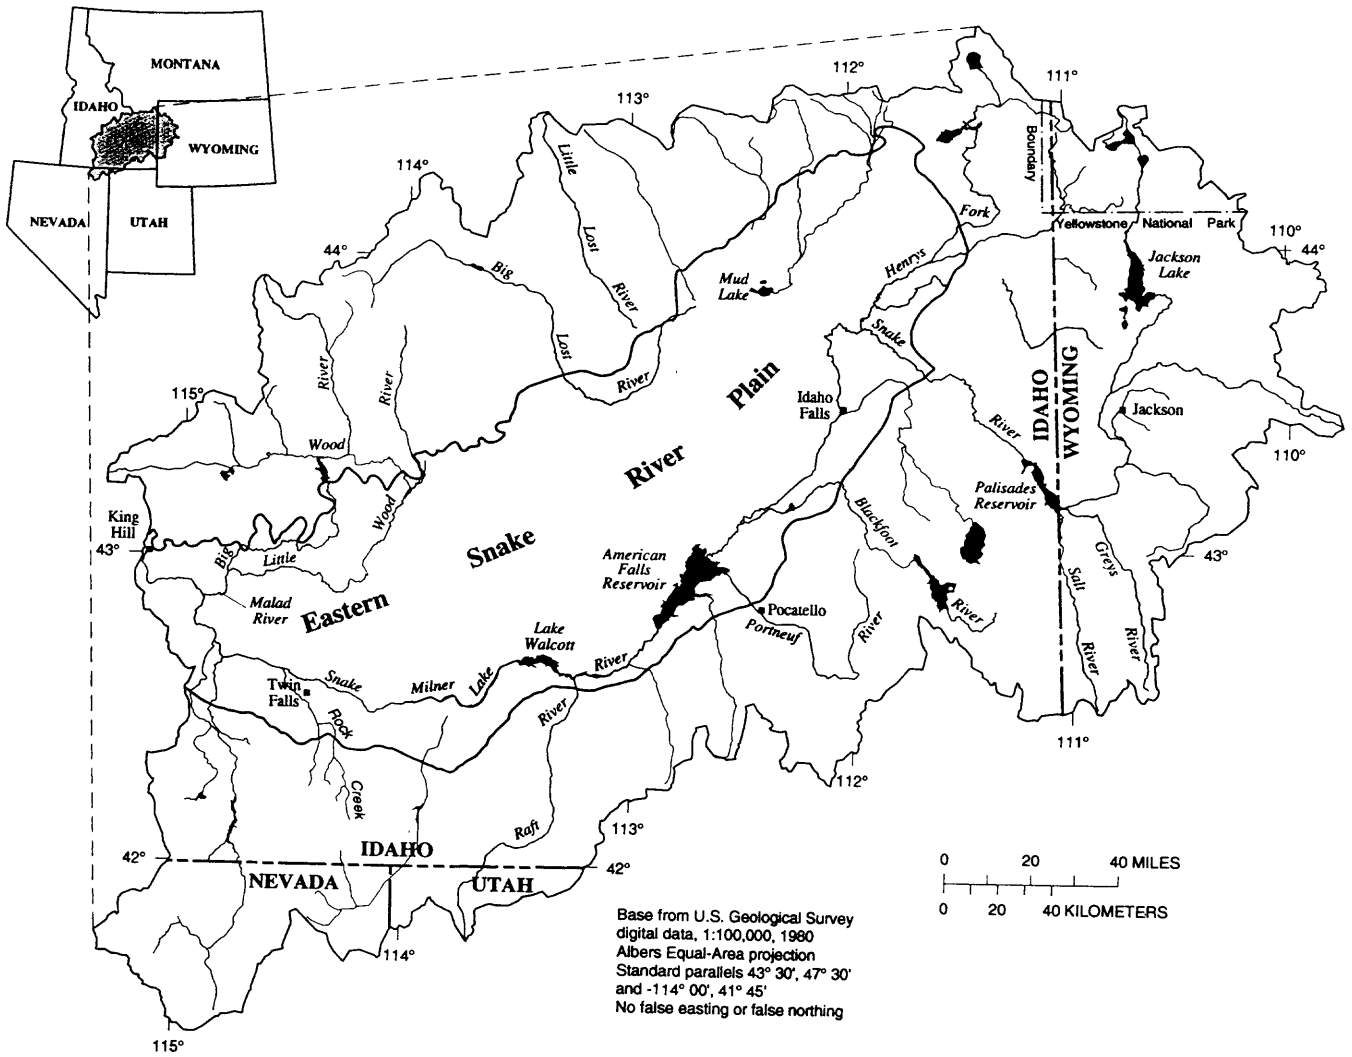 MONTANA
IDAHO
WYOMING
NEVADA
UTAH
112°
111°
113°
114°
44°
115°
Boundary
Yellowstone National Park
110°
44°
Little
Lost
River
Big
Lost
River
Fork
Henrys
Mud
Lake
Snake
Jackson
Lake
River
River
Wood
Wood
Idaho
Falls
IDAHO
WYOMING
Jackson
110°
River
Palisades
Reservoir
Plain
River
Snake
Eastern
King
Hill
43°
Big
Little
Malad
River
American
Falls
Reservoir
Blackfoot
River
Greys
River
Salt
River
43°
Pocatello
Portneuf
River
Lake
Walcott
River
Snake
Milner
Lake
Twin
Falls
Rock
Creek
River
Raft
111°
112°
113°
42°
IDAHO
42°
NEVADA
UTAH
114°
115°
0 20 40 MILES
0 20 40 KILOMETERS
Base from U.S. Geological Survey
digital data, 1:100,000, 1980
Albers Equal-Area projection
Standard parallels 43° 30', 47° 30'
and -114° 00', 41° 45'
No false easting or false northing